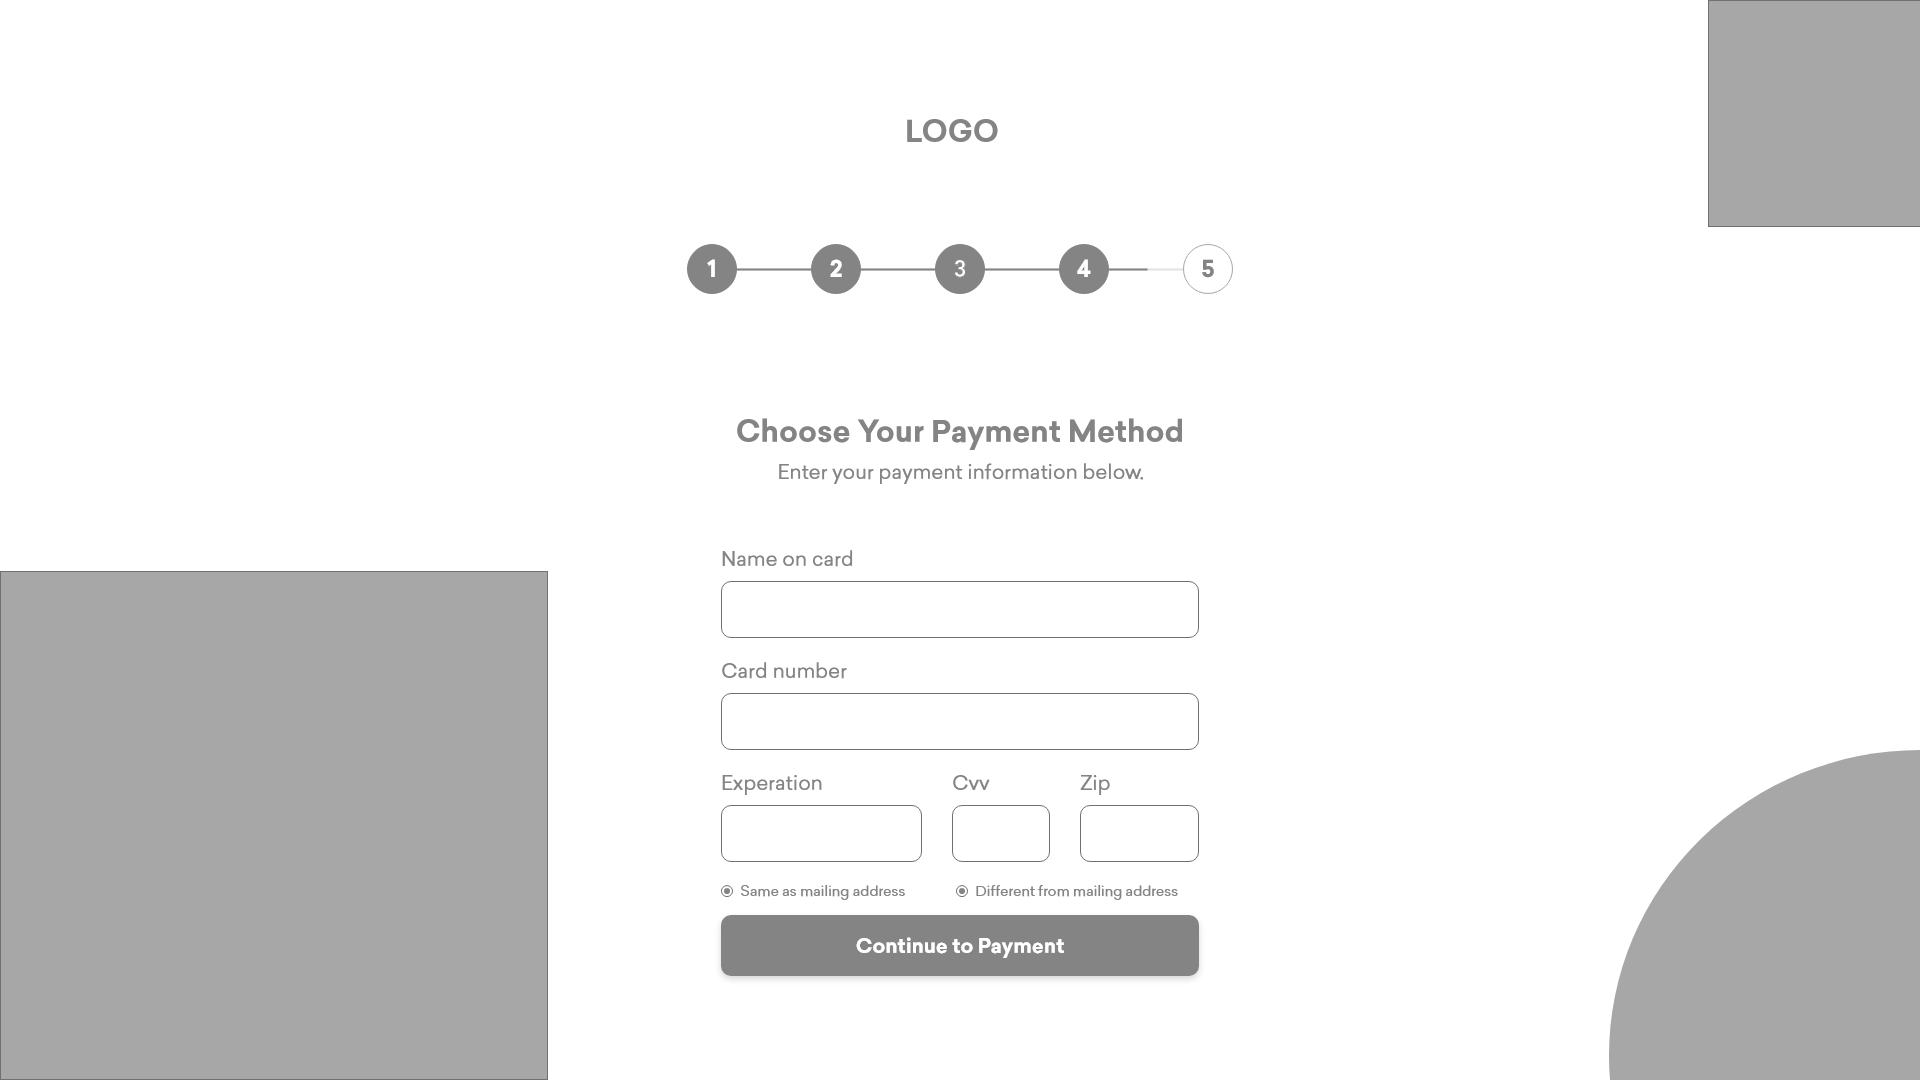 LOGO
1 2 3 4 5
Choose Your Payment Method
Enter your payment information below.
Name on card
Card number
Experation Cvv Zip
Same as mailing address Different from mailing address
Continue to Payment